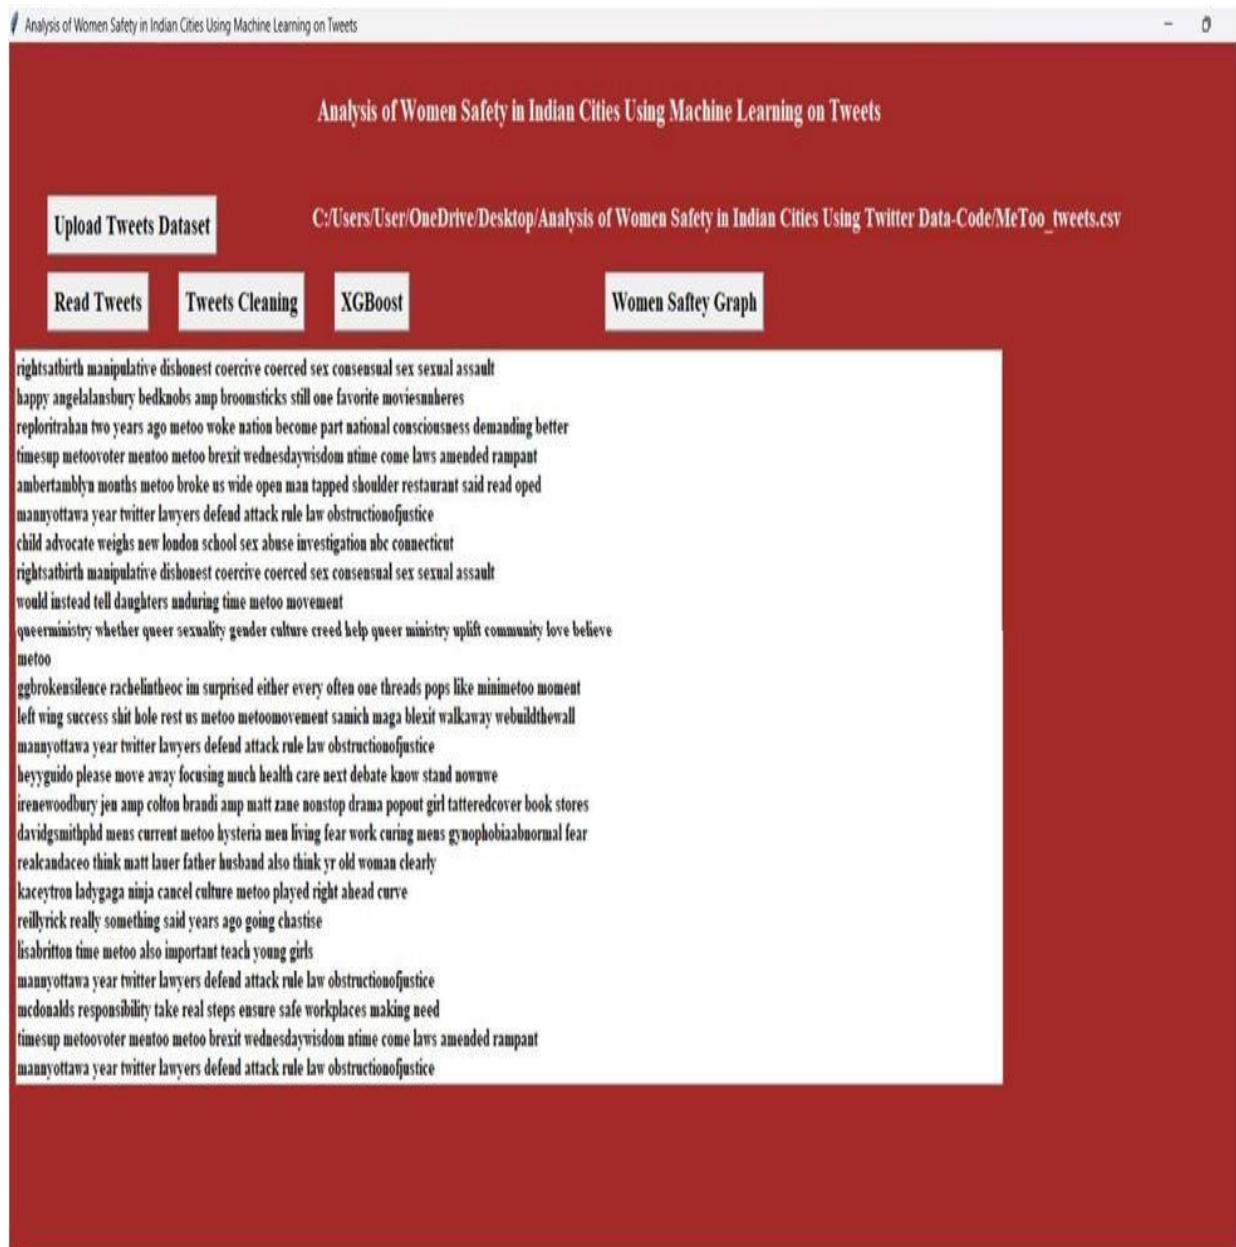 Analysis of Women Safety in Indian Cities Using Machine Learning on Tweets
Analysis of Women Safety in Indian Cities Using Machine Learning on Tweets
Upload Tweets Dataset
C:/Users/User/OneDrive/Desktop/Analysis of Women Safety in Indian Cities Using Twitter Data-Code/MeToo_tweets.csv
Read Tweets
Tweets Cleaning
XGBoost
Women Saftey Graph
rightsatbirth manipulative dishonest coercive coerced sex consensual sex sexual assault
happy angelalansbury bedknobs amp broomsticks still one favorite moviesnnheres
reploritrahan two years ago metoo woke nation become part national consciousness demanding better
timesup metoovoter mentoo metoo brexit wednesdaywisdom ntime come laws amended rampant
ambertamblyn months metoo broke us wide open man tapped shoulder restaurant said read oped
mannyottawa year twitter lawyers defend attack rule law obstructionofjustice
child advocate weighs new london school sex abuse investigation nbc connecticut
rightsatbirth manipulative dishonest coercive coerced sex consensual sex sexual assault
would instead tell daughters nnduring time metoo movement
queerministry whether queer sexuality gender culture creed help queer ministry uplift community love believe
metoo
ggbrokensilence rachelintheoc im surprised either every often one threads pops like minimetoo moment
left wing success shit hole rest us metoo metoomovement samich maga blexit walkaway webuildthewall
mannyottawa year twitter lawyers defend attack rule law obstructionofjustice
heyyguido please move away focusing much health care next debate know stand nownwe
irenewoodbury jen amp colton brandi amp matt zane nonstop drama popout girl tatteredcover book stores
davidgsmithphd mens current metoo hysteria men living fear work curing mens gynophobiaabnormal fear
realcandaceo think matt lauer father husband also think yr old woman clearly
kaceytron ladygaga ninja cancel culture metoo played right ahead curve
reillyrick really something said years ago going chastise
lisabritton time metoo also important teach young girls
mannyottawa year twitter lawyers defend attack rule law obstructionofjustice
mcdonalds responsibility take real steps ensure safe workplaces making need
timesup metoovoter mentoo metoo brexit wednesdaywisdom ntime come laws amended rampant
mannyottawa year twitter lawyers defend attack rule law obstructionofjustice